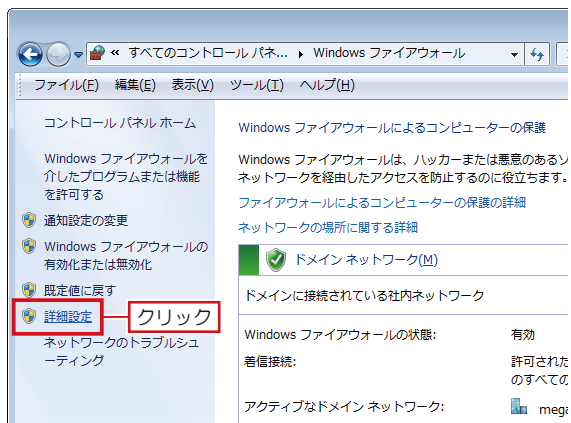 « すべてのコントロール パネ... ▸ Windows ファイアウォール
ファイル(F) 編集(E) 表示(V) ツール(T) ヘルプ(H)
コントロール パネル ホーム
Windows ファイアウォールを
介したプログラムまたは機能
を許可する
通知設定の変更
Windows ファイアウォールの
有効化または無効化
既定値に戻す
詳細設定
クリック
ネットワークのトラブルシュ
ーティング
Windows ファイアウォールによるコンピューターの保護
Windows ファイアウォールは、ハッカーまたは悪意のあるソ
ネットワークを経由したアクセスを防止するのに役立ちます。
ファイアウォールによるコンピューターの保護の詳細
ネットワークの場所に関する詳細
ドメイン ネットワーク(M)
ドメインに接続されている社内ネットワーク
Windows ファイアウォールの状態: 有効
着信接続: 許可された
のすべての
アクティブなドメイン ネットワーク: mega